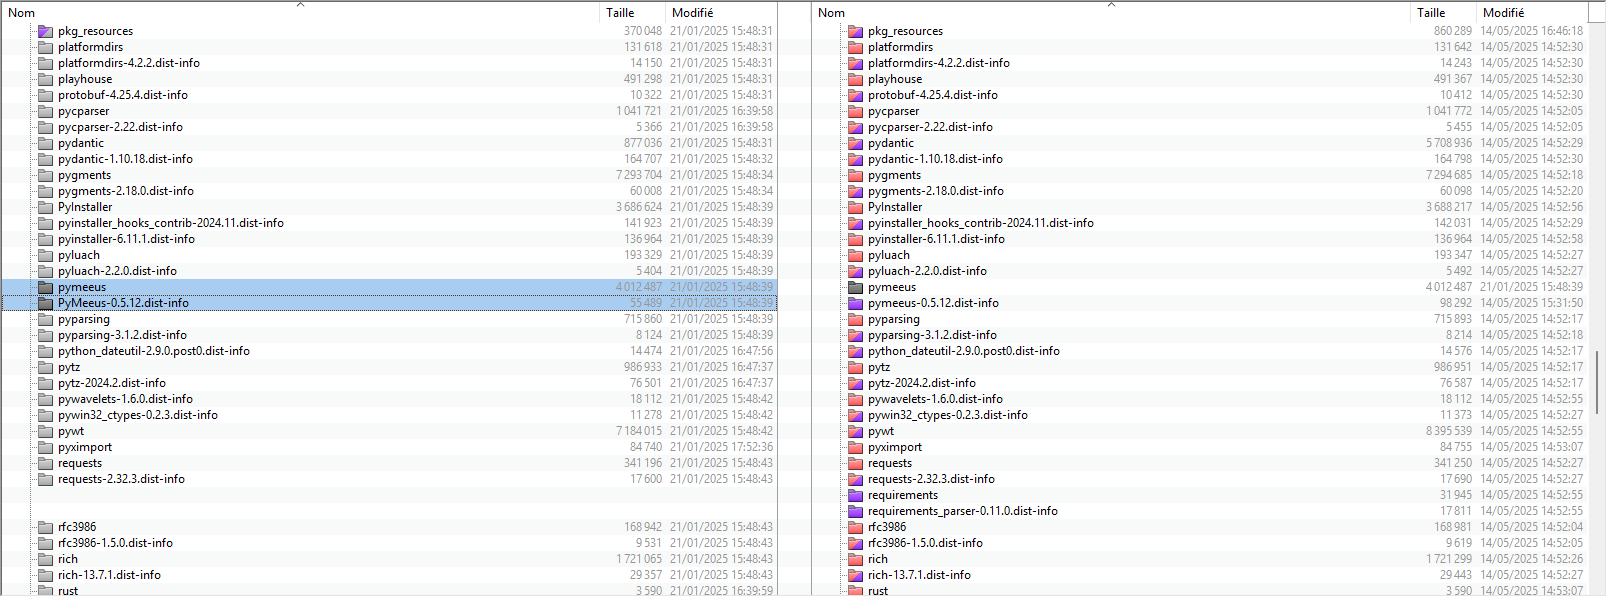 Nom Taille Modifié Nom Taille Modifié
pkg_resources 370 048 21/01/2025 15:48:31 pkg_resources 860 289 14/05/2025 16:46:18
platformdirs 131 618 21/01/2025 15:48:31 platformdirs 131 642 14/05/2025 14:52:30
platformdirs-4.2.2.dist-info 14 150 21/01/2025 15:48:31 platformdirs-4.2.2.dist-info 14 243 14/05/2025 14:52:30
playhouse 491 298 21/01/2025 15:48:31 playhouse 491 367 14/05/2025 14:52:30
protobuf-4.25.4.dist-info 10 322 21/01/2025 15:48:31 protobuf-4.25.4.dist-info 10 412 14/05/2025 14:52:30
pycparser 1 041 721 21/01/2025 16:39:58 pycparser 1 041 772 14/05/2025 14:52:05
pycparser-2.22.dist-info 5 366 21/01/2025 16:39:58 pycparser-2.22.dist-info 5 455 14/05/2025 14:52:05
pydantic 877 036 21/01/2025 15:48:31 pydantic 5 708 936 14/05/2025 14:52:29
pydantic-1.10.18.dist-info 164 707 21/01/2025 15:48:32 pydantic-1.10.18.dist-info 164 798 14/05/2025 14:52:30
pygments 7 293 704 21/01/2025 15:48:34 pygments 7 294 685 14/05/2025 14:52:18
pygments-2.18.0.dist-info 60 008 21/01/2025 15:48:34 pygments-2.18.0.dist-info 60 098 14/05/2025 14:52:20
PyInstaller 3 686 624 21/01/2025 15:48:39 PyInstaller 3 688 217 14/05/2025 14:52:56
pyinstaller_hooks_contrib-2024.11.dist-info 141 923 21/01/2025 15:48:39 pyinstaller_hooks_contrib-2024.11.dist-info 142 031 14/05/2025 14:52:29
pyinstaller-6.11.1.dist-info 136 964 21/01/2025 15:48:39 pyinstaller-6.11.1.dist-info 136 964 14/05/2025 14:52:58
pyluach 193 329 21/01/2025 15:48:39 pyluach 193 347 14/05/2025 14:52:27
pyluach-2.2.0.dist-info 5 404 21/01/2025 15:48:39 pyluach-2.2.0.dist-info 5 492 14/05/2025 14:52:27
pymeeus 4 012 487 21/01/2025 15:48:39 pymeeus 4 012 487 21/01/2025 15:48:39
PyMeeus-0.5.12.dist-info 55 489 21/01/2025 15:48:39 pymeeus-0.5.12.dist-info 98 292 14/05/2025 15:31:50
pyparsing 715 860 21/01/2025 15:48:39 pyparsing 715 893 14/05/2025 14:52:17
pyparsing-3.1.2.dist-info 8 124 21/01/2025 15:48:39 pyparsing-3.1.2.dist-info 8 214 14/05/2025 14:52:18
python_dateutil-2.9.0.post0.dist-info 14 474 21/01/2025 16:47:56 python_dateutil-2.9.0.post0.dist-info 14 576 14/05/2025 14:52:17
pytz 986 933 21/01/2025 16:47:37 pytz 986 951 14/05/2025 14:52:17
pytz-2024.2.dist-info 76 501 21/01/2025 16:47:37 pytz-2024.2.dist-info 76 587 14/05/2025 14:52:17
pywavelets-1.6.0.dist-info 18 112 21/01/2025 15:48:42 pywavelets-1.6.0.dist-info 18 112 14/05/2025 14:52:55
pywin32_ctypes-0.2.3.dist-info 11 278 21/01/2025 15:48:42 pywin32_ctypes-0.2.3.dist-info 11 373 14/05/2025 14:52:27
pywt 7 184 015 21/01/2025 15:48:42 pywt 8 395 539 14/05/2025 14:52:55
pyximport 84 740 21/01/2025 17:52:36 pyximport 84 755 14/05/2025 14:53:07
requests 341 196 21/01/2025 15:48:43 requests 341 250 14/05/2025 14:52:27
requests-2.32.3.dist-info 17 600 21/01/2025 15:48:43 requests-2.32.3.dist-info 17 690 14/05/2025 14:52:27
requirements 31 945 14/05/2025 14:52:55
requirements_parser-0.11.0.dist-info 17 811 14/05/2025 14:52:55
rfc3986 168 942 21/01/2025 15:48:43 rfc3986 168 981 14/05/2025 14:52:04
rfc3986-1.5.0.dist-info 9 531 21/01/2025 15:48:43 rfc3986-1.5.0.dist-info 9 619 14/05/2025 14:52:05
rich 1 721 065 21/01/2025 15:48:43 rich 1 721 299 14/05/2025 14:52:26
rich-13.7.1.dist-info 29 357 21/01/2025 15:48:43 rich-13.7.1.dist-info 29 443 14/05/2025 14:52:27
rust 3 590 21/01/2025 16:39:59 rust 3 590 14/05/2025 14:53:07